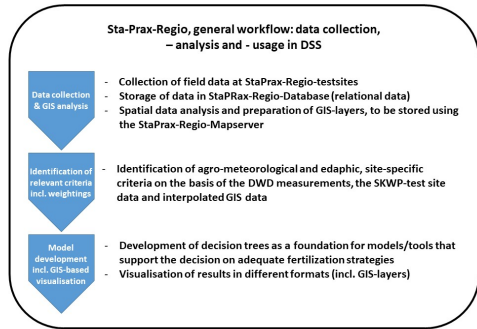 Sta-Prax-Regio, general workflow: data collection,
– analysis and - usage in DSS
Data collection
& GIS analysis
- Collection of field data at StaPrax-Regio-testsites
- Storage of data in StaPRax-Regio-Database (relational data)
- Spatial data analysis and preparation of GIS-layers, to be stored using
the StaPrax-Regio-Mapserver
Identification of
relevant criteria
incl. weightings
- Identification of agro-meteorological and edaphic, site-specific
criteria on the basis of the DWD measurements, the SKWP-test site
data and interpolated GIS data
Model
development
incl. GIS-based
visualisation
- Development of decision trees as a foundation for models/tools that
support the decision on adequate fertilization strategies
- Visualisation of results in different formats (incl. GIS-layers)